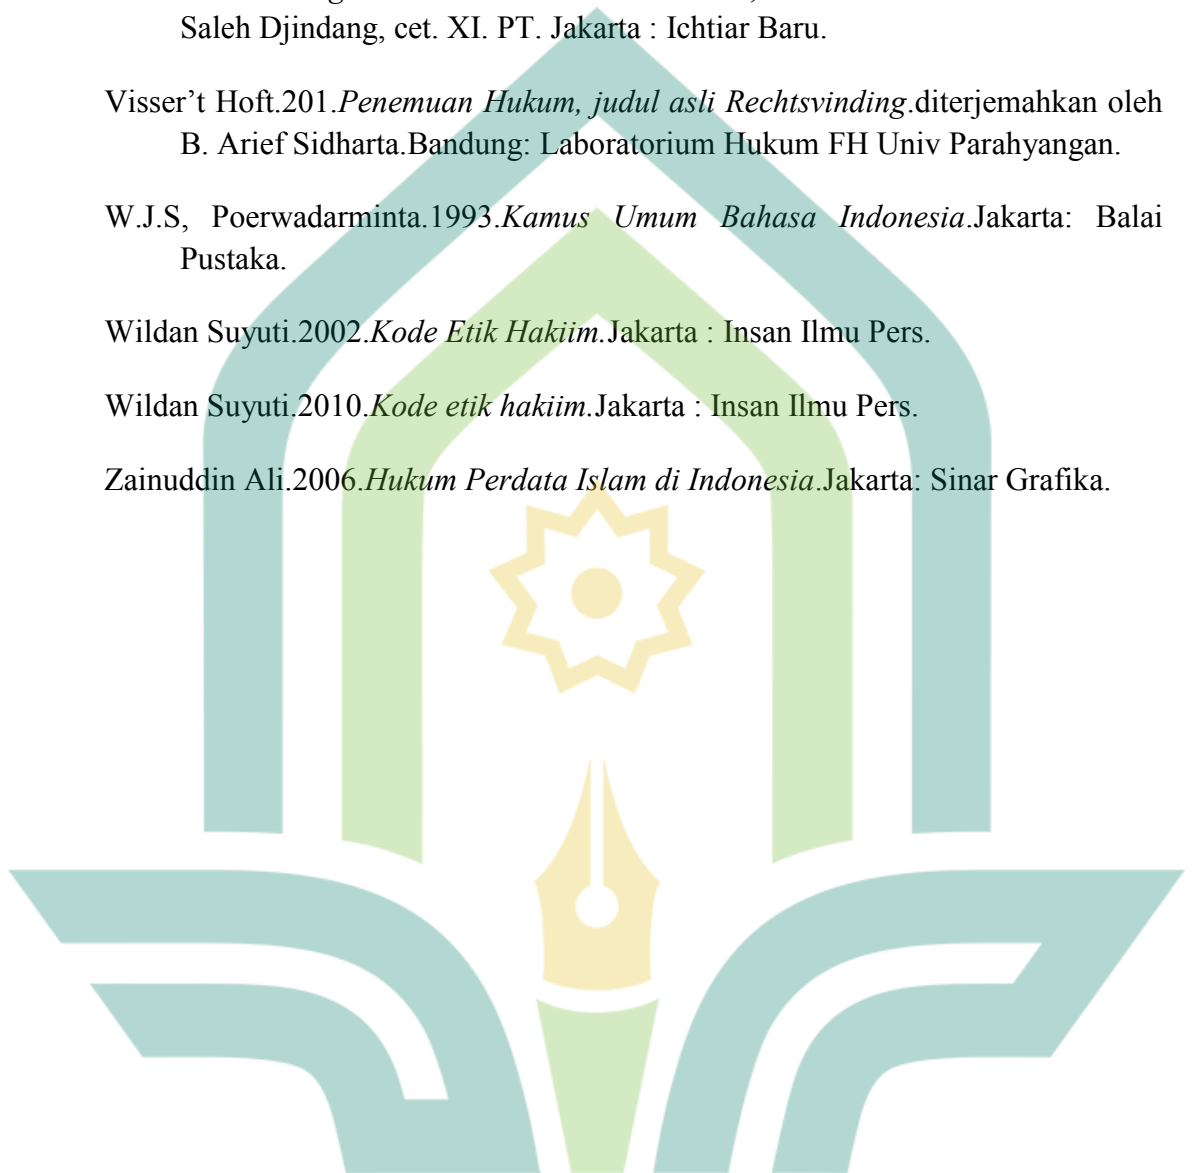 Saleh Djindang, cet. XI. PT. Jakarta : Ichtiar Baru.
Visser’t Hoft.201.Penemuan Hukum, judul asli Rechtsvinding.diterjemahkan oleh
B. Arief Sidharta.Bandung: Laboratorium Hukum FH Univ Parahyangan.
W.J.S, Poerwadarminta.1993.Kamus Umum Bahasa Indonesia.Jakarta: Balai
Pustaka.
Wildan Suyuti.2002.Kode Etik Hakiim.Jakarta : Insan Ilmu Pers.
Wildan Suyuti.2010.Kode etik hakiim.Jakarta : Insan Ilmu Pers.
Zainuddin Ali.2006.Hukum Perdata Islam di Indonesia.Jakarta: Sinar Grafika.